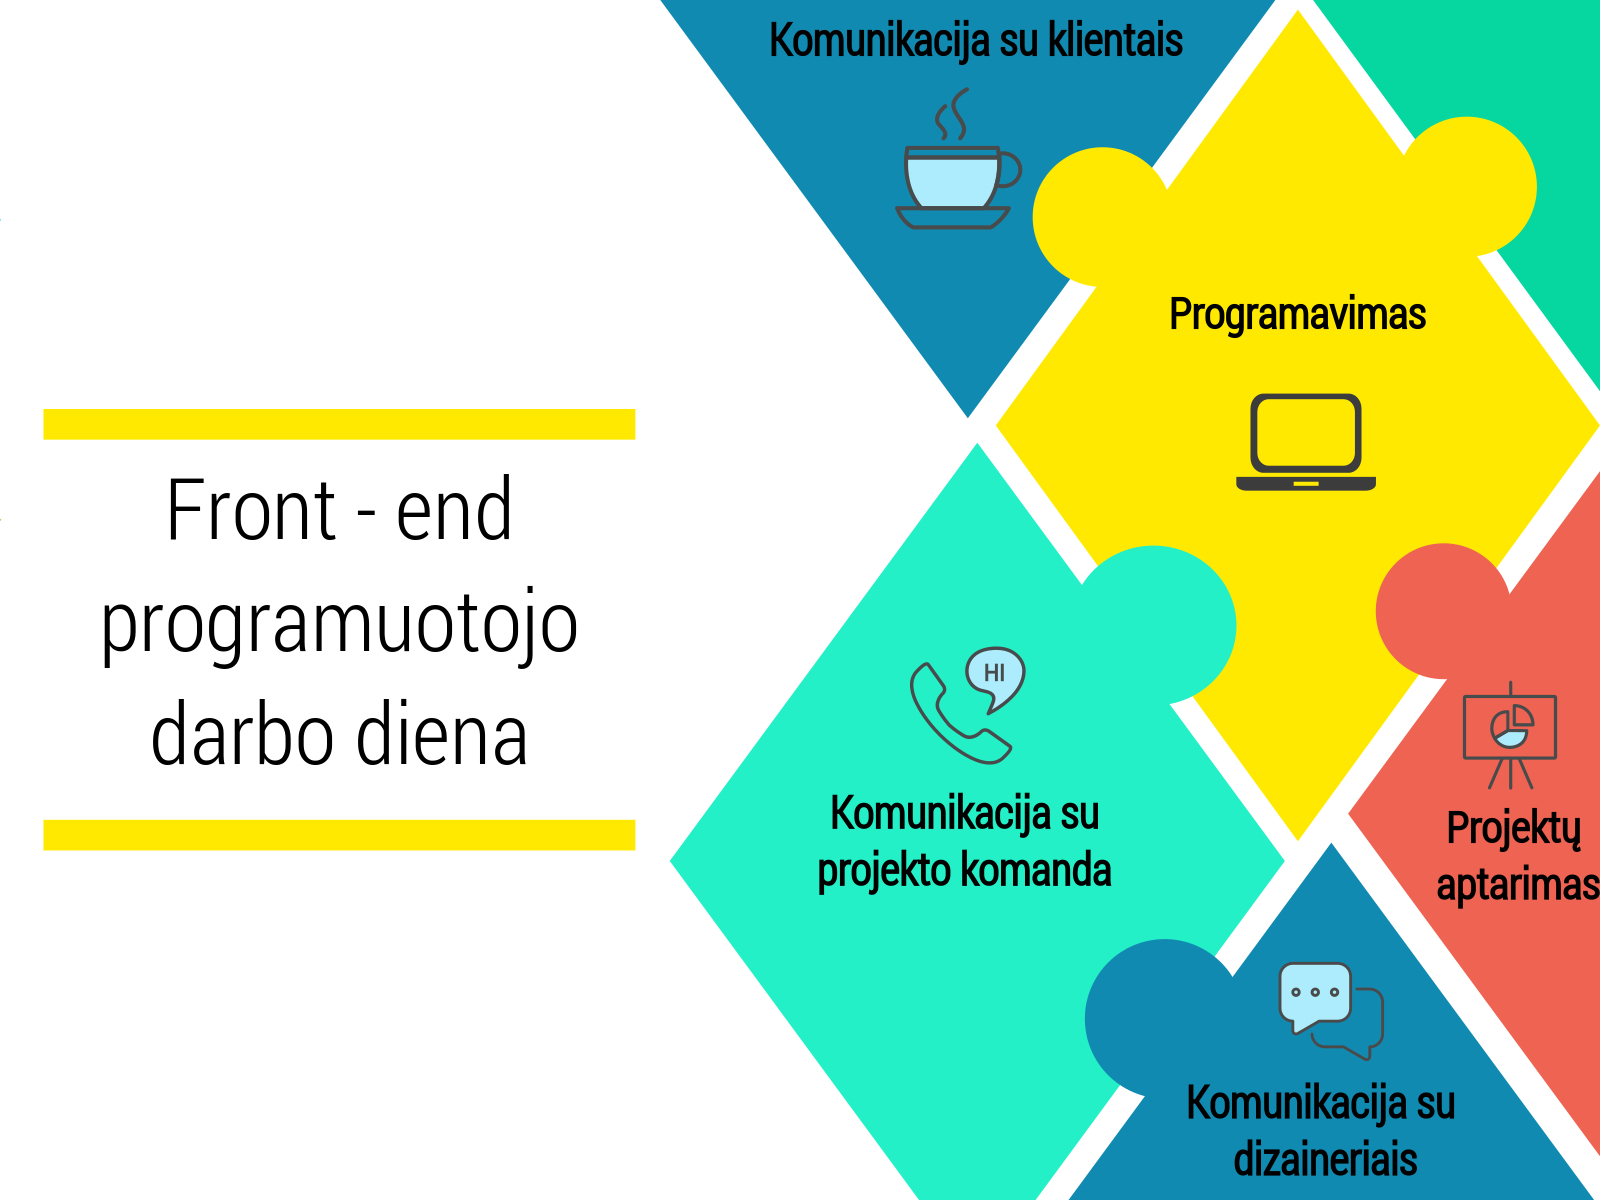 Front - end
programuotojo
darbo diena
Komunikacija su klientais
Programavimas
HI
Komunikacija su
projekto komanda
Projektų
aptarimas
Komunikacija su
dizaineriais